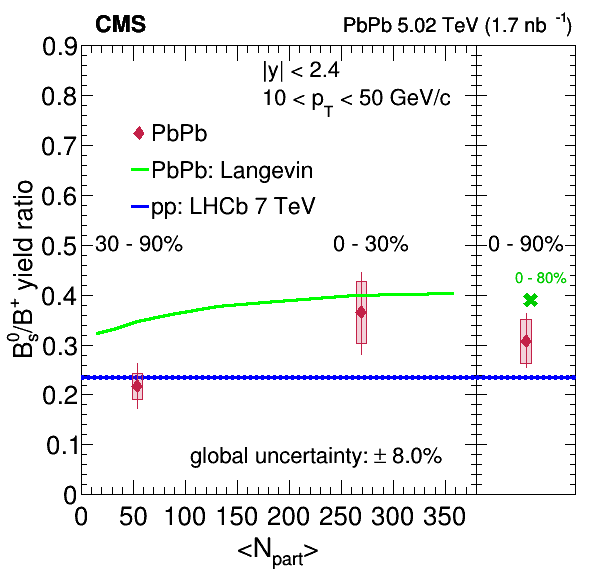 CMS PbPb 5.02 TeV (1.7 nb⁻¹)
|y| < 2.4
10 < p_T < 50 GeV/c
PbPb
PbPb: Langevin
pp: LHCb 7 TeV
30 - 90% 0 - 30% 0 - 90%
0 - 80%
global uncertainty: ± 8.0%
B_s^0/B^+ yield ratio
0.9
0.8
0.7
0.6
0.5
0.4
0.3
0.2
0.1
0
0 50 100 150 200 250 300 350
<N_part>